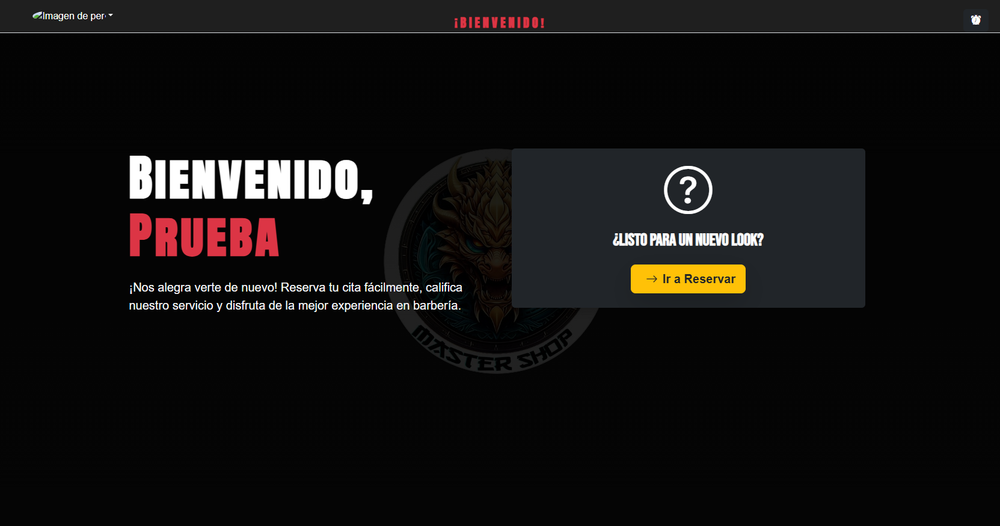 Imagen de per
¡BIENVENIDO!
BIENVENIDO,
PRUEBA
¡Nos alegra verte de nuevo! Reserva tu cita fácilmente, califica
nuestro servicio y disfruta de la mejor experiencia en barbería.
¿LISTO PARA UN NUEVO LOOK?
Ir a Reservar
MASTER SHOP